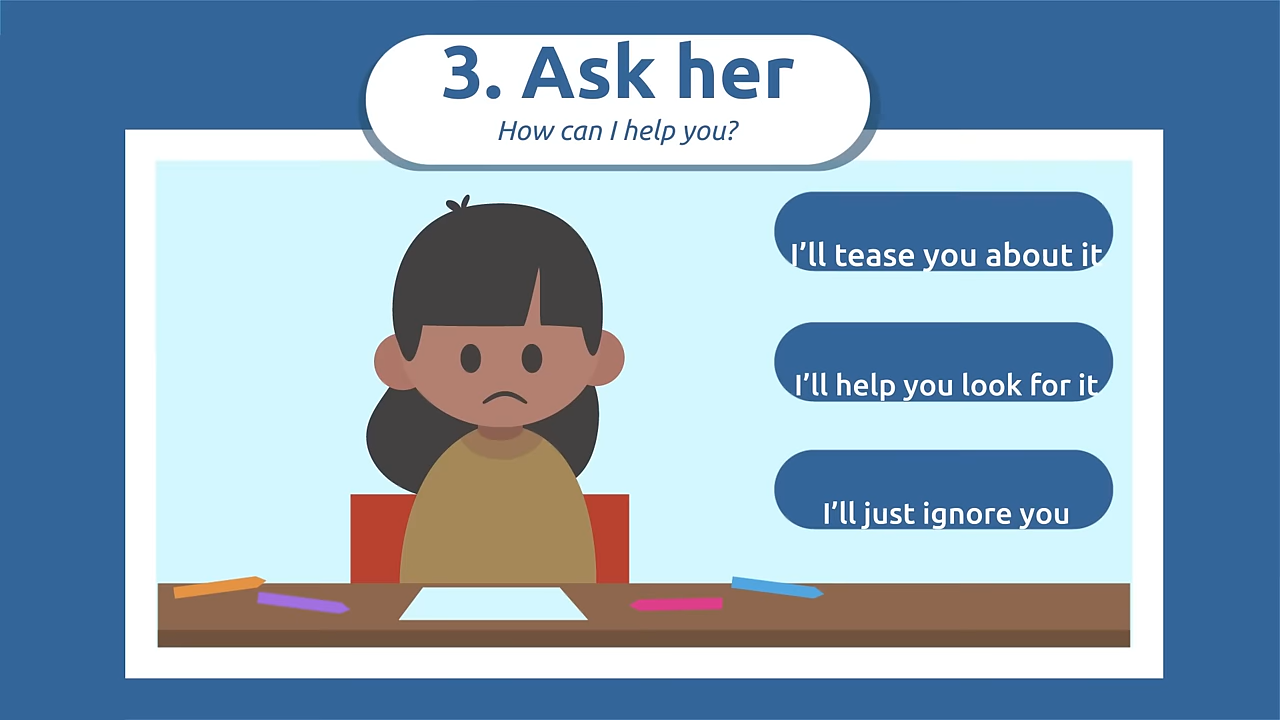 3. Ask her
How can I help you?
I'll tease you about it
I'll help you look for it
I'll just ignore you